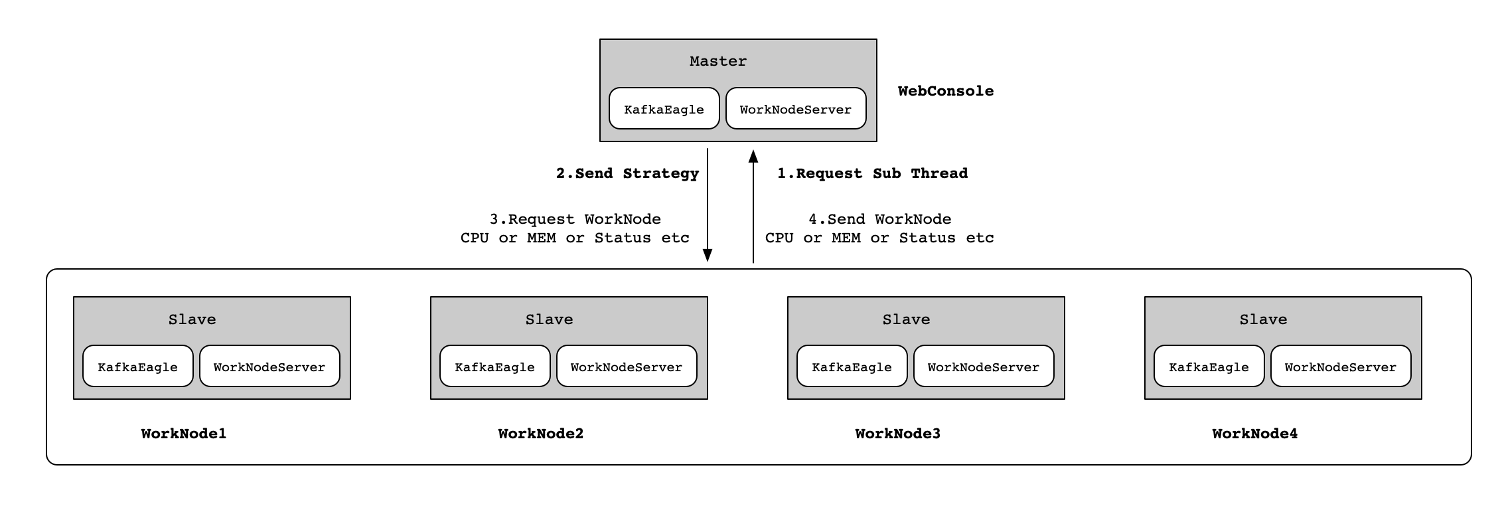 Master
KafkaEagle
WorkNodeServer
WebConsole
2.Send Strategy
1.Request Sub Thread
3.Request WorkNode
CPU or MEM or Status etc
4.Send WorkNode
CPU or MEM or Status etc
Slave
KafkaEagle
WorkNodeServer
WorkNode1
Slave
KafkaEagle
WorkNodeServer
WorkNode2
Slave
KafkaEagle
WorkNodeServer
WorkNode3
Slave
KafkaEagle
WorkNodeServer
WorkNode4